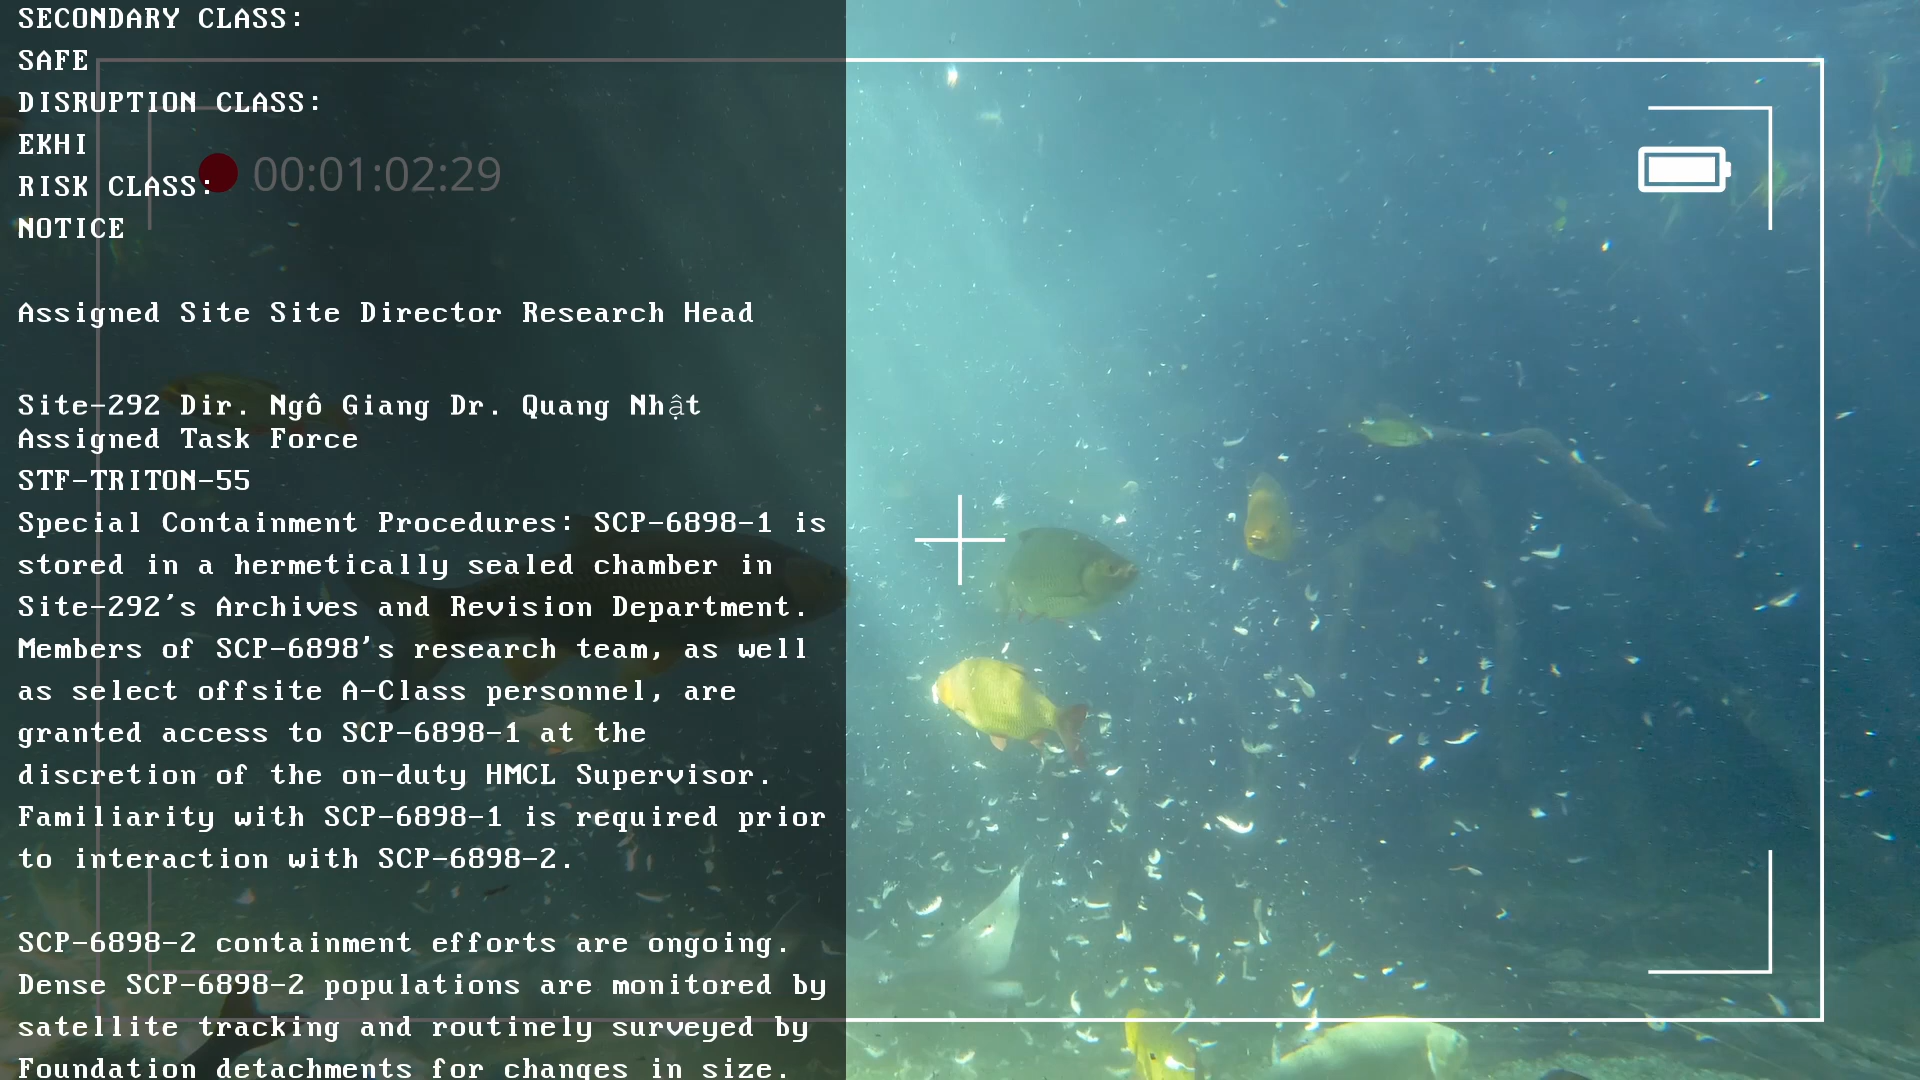 SECONDARY CLASS:
SAFE
DISRUPTION CLASS:
EKHI
00:01:02:29
RISK CLASS:
NOTICE
Assigned Site Site Director Research Head
Site-292 Dir. Ngô Giang Dr. Quang Nhật
Assigned Task Force
STF-TRITON-55
Special Containment Procedures: SCP-6898-1 is
stored in a hermetically sealed chamber in
Site-292's Archives and Revision Department.
Members of SCP-6898's research team, as well
as select offsite A-Class personnel, are
granted access to SCP-6898-1 at the
discretion of the on-duty HMCL Supervisor.
Familiarity with SCP-6898-1 is required prior
to interaction with SCP-6898-2.
SCP-6898-2 containment efforts are ongoing.
Dense SCP-6898-2 populations are monitored by
satellite tracking and routinely surveyed by
Foundation detachments for changes in size.